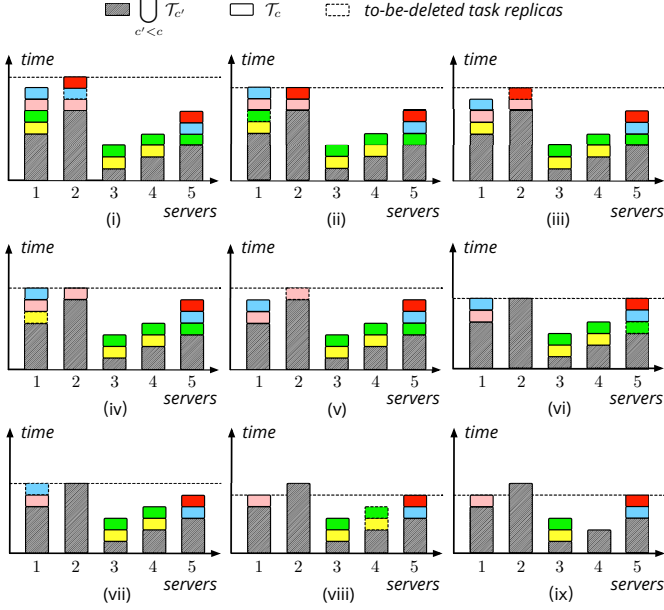 ⋃ 𝒯c′ 𝒯c to-be-deleted task replicas
c′<c
time time time
1 2 3 4 5 1 2 3 4 5 1 2 3 4 5
servers servers servers
(i) (ii) (iii)
time time time
1 2 3 4 5 1 2 3 4 5 1 2 3 4 5
servers servers servers
(iv) (v) (vi)
time time time
1 2 3 4 5 1 2 3 4 5 1 2 3 4 5
servers servers servers
(vii) (viii) (ix)